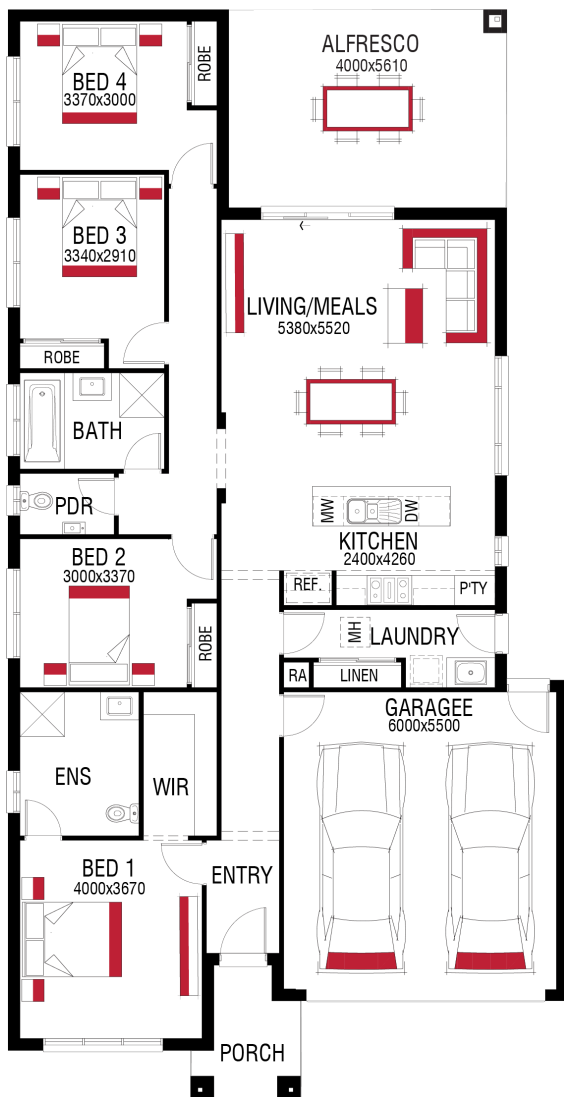 ALFRESCO
4000x5610
BED 4
3370x3000
ROBE
BED 3
3340x2910
ROBE
LIVING/MEALS
5380x5520
BATH
PDR
MW
DW
KITCHEN
2400x4260
REF.
P'TY
BED 2
3000x3370
ROBE
MH
LAUNDRY
RA
LINEN
GARAGEE
6000x5500
ENS
WIR
BED 1
4000x3670
ENTRY
PORCH